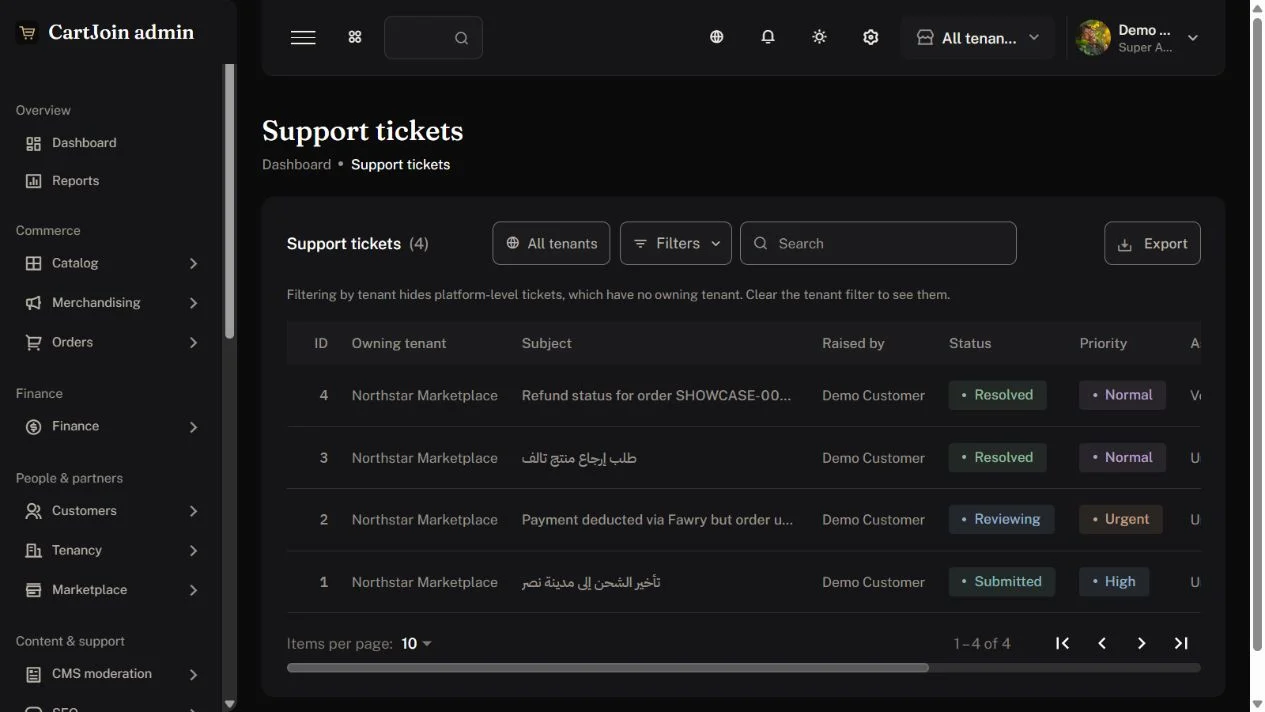 CartJoin admin
All tenan...
Demo ...
Super A...
Overview
Dashboard
Reports
Commerce
Catalog
Merchandising
Orders
Finance
Finance
People & partners
Customers
Tenancy
Marketplace
Content & support
CMS moderation
SEO
Support tickets
Dashboard • Support tickets
Support tickets (4)
All tenants
Filters
Search
Export
Filtering by tenant hides platform-level tickets, which have no owning tenant. Clear the tenant filter to see them.
ID Owning tenant Subject Raised by Status Priority
4 Northstar Marketplace Refund status for order SHOWCASE-00... Demo Customer • Resolved • Normal
3 Northstar Marketplace طلب إرجاع منتج تالف Demo Customer • Resolved • Normal
2 Northstar Marketplace Payment deducted via Fawry but order u... Demo Customer • Reviewing • Urgent
1 Northstar Marketplace تأخير الشحن إلى مدينة نصر Demo Customer • Submitted • High
Items per page: 10
1–4 of 4